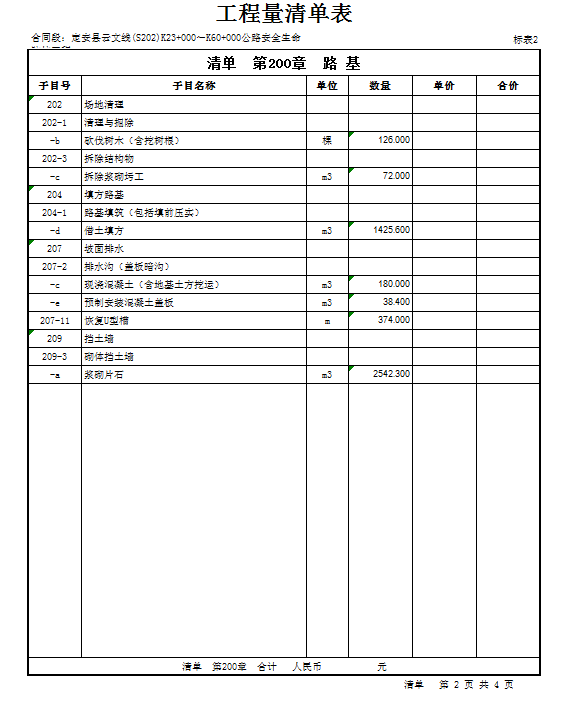 工程量清单表
合同段：定安县云文线(S202)K23+000～K60+000公路安全生命
标表2
清单 第200章 路 基
子目号 子目名称 单位 数量 单价 合价
202 场地清理
202-1 清理与掘除
-b 砍伐树木（含挖树根） 棵 126.000
202-3 拆除结构物
-c 拆除浆砌圬工 m3 72.000
204 填方路基
204-1 路基填筑（包括填前压实）
-d 借土填方 m3 1425.600
207 坡面排水
207-2 排水沟（盖板暗沟）
-c 现浇混凝土（含地基土方挖运） m3 180.000
-e 预制安装混凝土盖板 m3 38.400
207-11 恢复U型槽 m 374.000
209 挡土墙
209-3 砌体挡土墙
-a 浆砌片石 m3 2542.300
清单 第200章 合计 人民币 元
清单 第 2 页 共 4 页